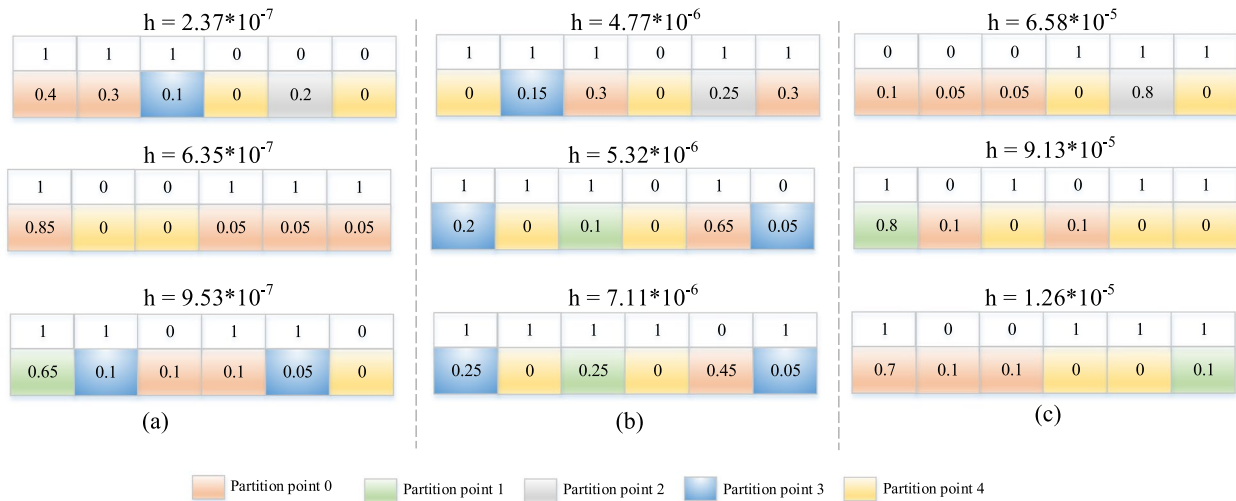 h = 2.37*10^-7
1 1 1 0 0 0
0.4 0.3 0.1 0 0.2 0
h = 6.35*10^-7
1 0 0 1 1 1
0.85 0 0 0.05 0.05 0.05
h = 9.53*10^-7
1 1 0 1 1 0
0.65 0.1 0.1 0.1 0.05 0
(a)
h = 4.77*10^-6
1 1 1 0 1 1
0 0.15 0.3 0 0.25 0.3
h = 5.32*10^-6
1 1 1 0 1 0
0.2 0 0.1 0 0.65 0.05
h = 7.11*10^-6
1 1 1 1 0 1
0.25 0 0.25 0 0.45 0.05
(b)
h = 6.58*10^-5
0 0 0 1 1 1
0.1 0.05 0.05 0 0.8 0
h = 9.13*10^-5
1 0 1 0 1 1
0.8 0.1 0 0.1 0 0
h = 1.26*10^-5
1 0 0 1 1 1
0.7 0.1 0.1 0 0 0.1
(c)
Partition point 0 Partition point 1 Partition point 2 Partition point 3 Partition point 4